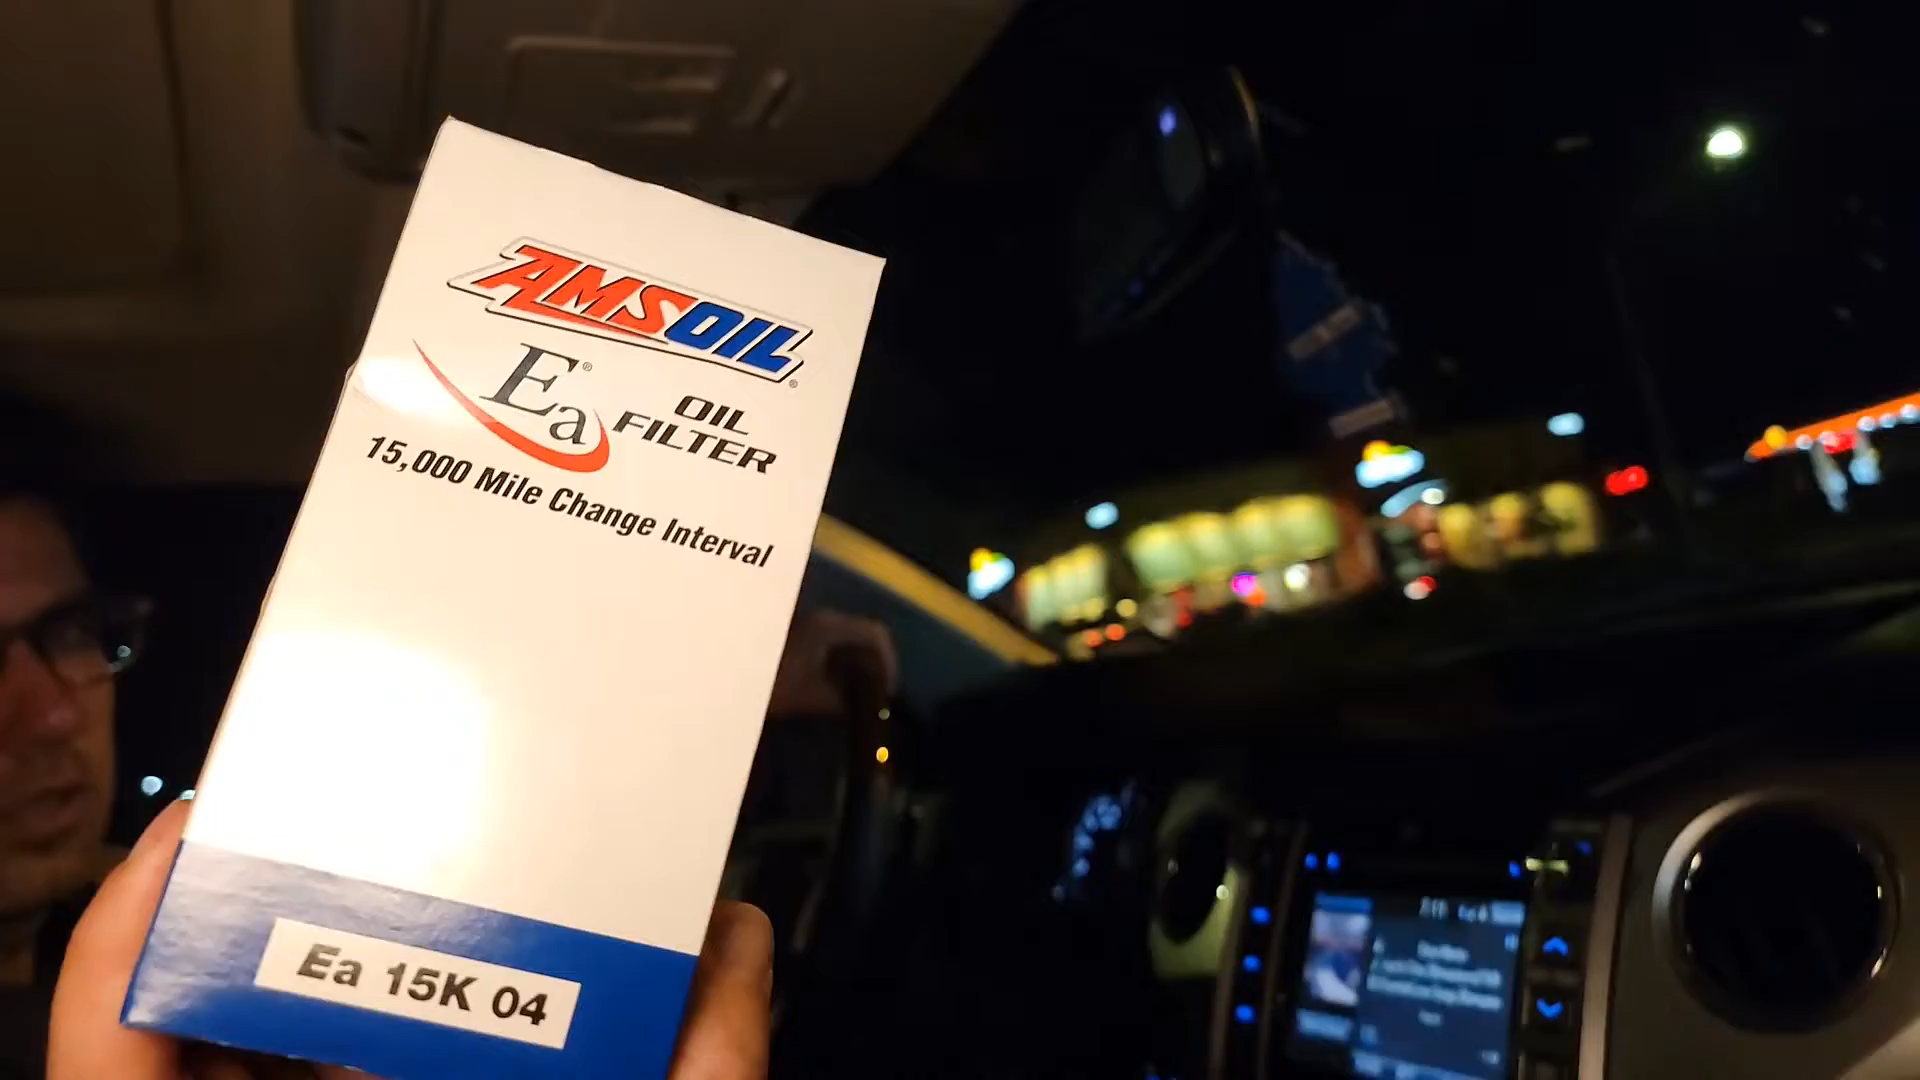 AMSOIL®
Ea®
OIL
FILTER
15,000 Mile Change Interval
Ea 15K 04